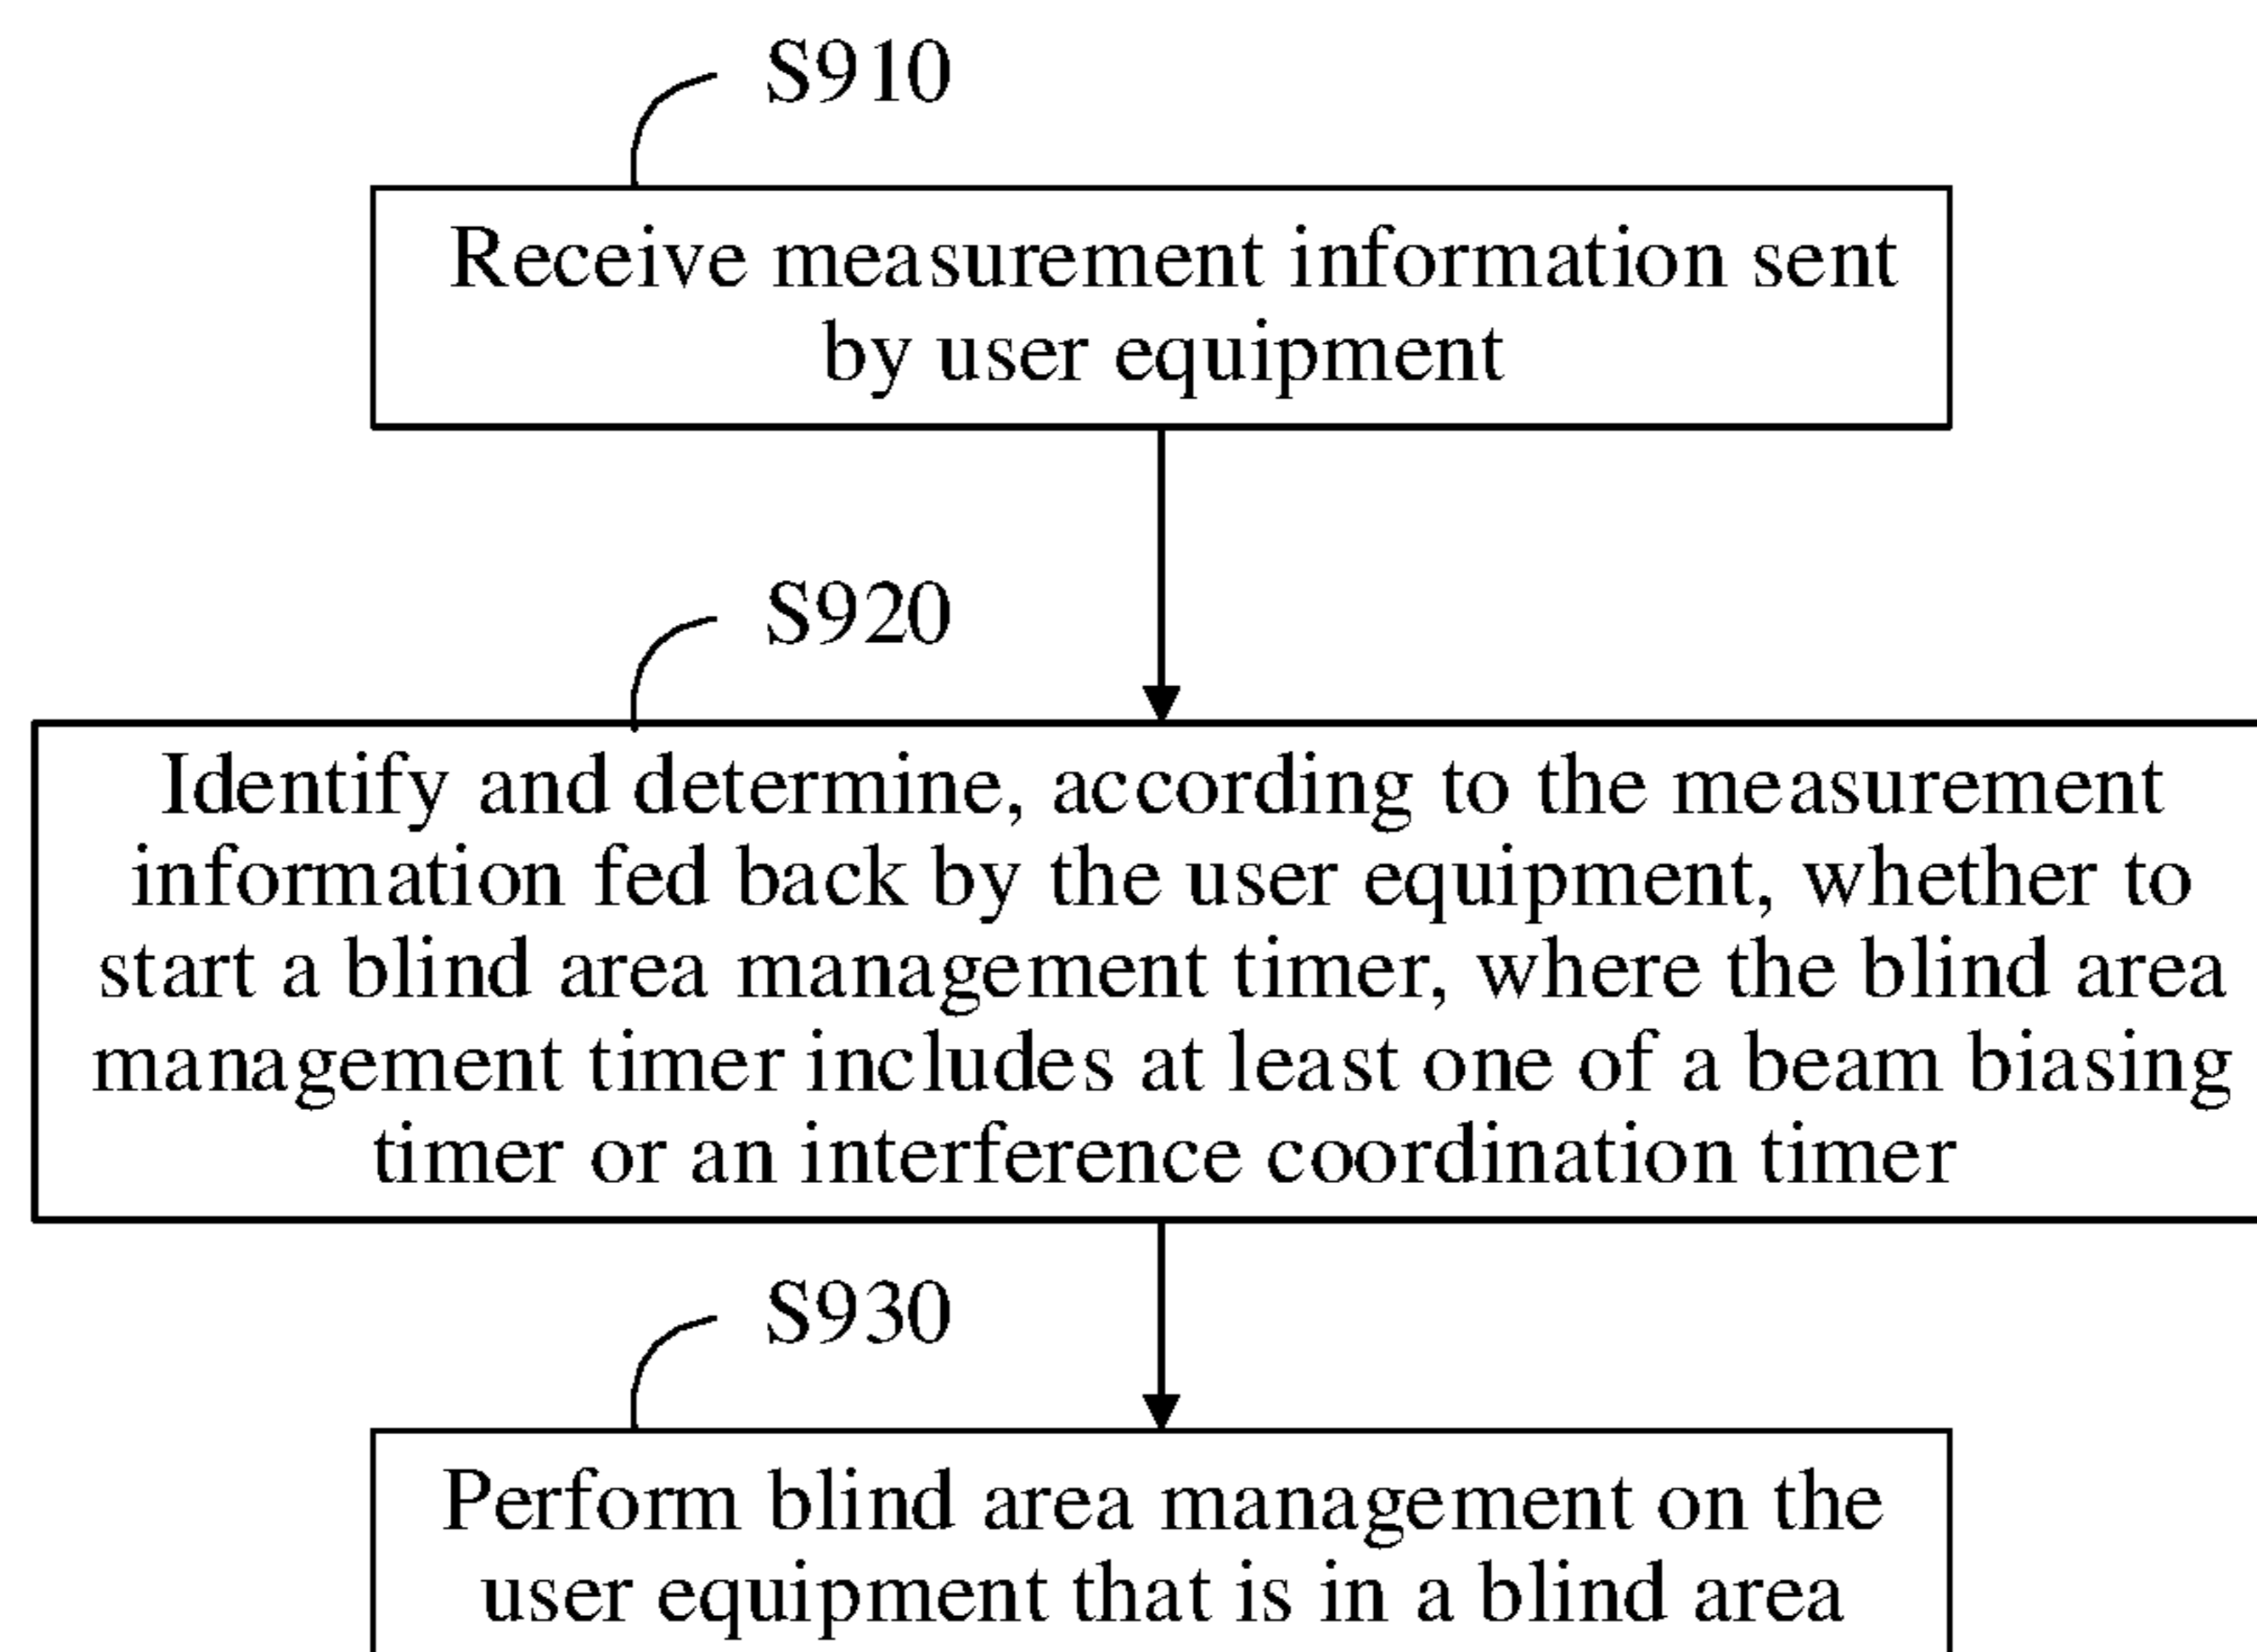 S910
Receive measurement information sent
by user equipment
S920
Identify and determine, according to the measurement
information fed back by the user equipment, whether to
start a blind area management timer, where the blind area
management timer includes at least one of a beam biasing
timer or an interference coordination timer
S930
Perform blind area management on the
user equipment that is in a blind area